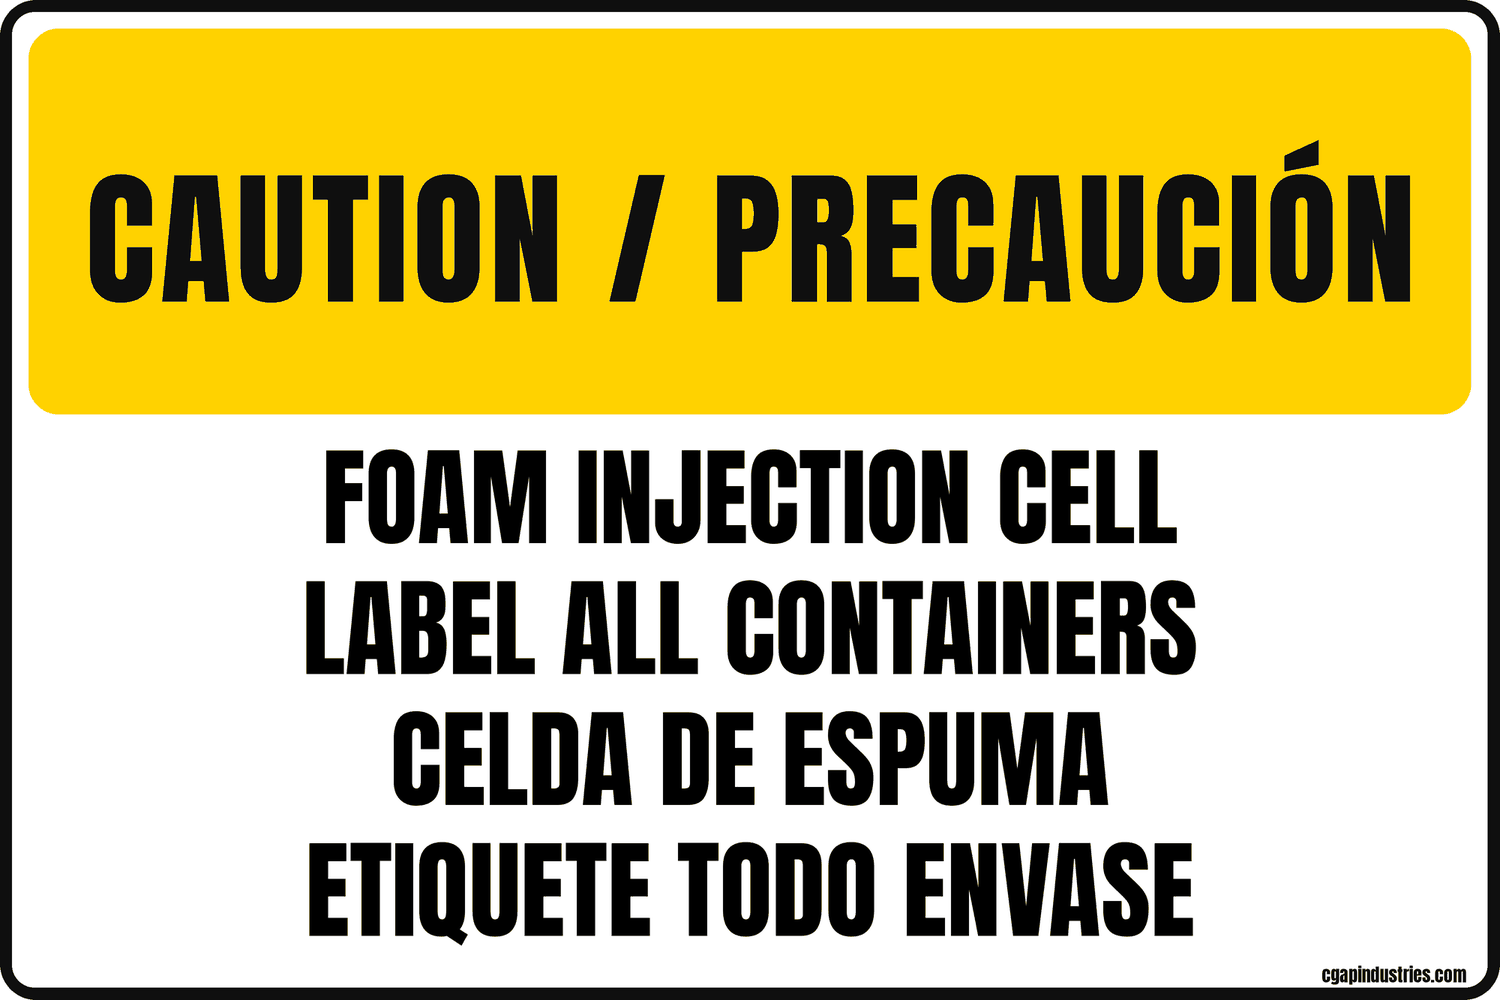 CAUTION / PRECAUCIÓN
FOAM INJECTION CELL
LABEL ALL CONTAINERS
CELDA DE ESPUMA
ETIQUETE TODO ENVASE
cgapindustries.com